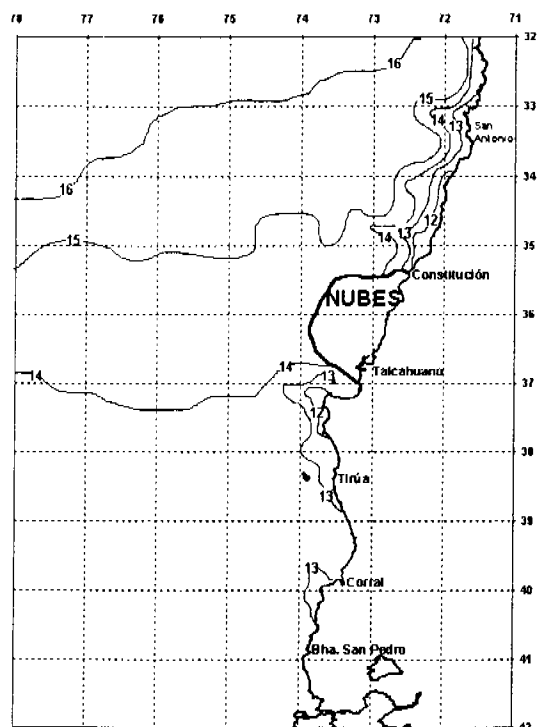 78 77 76 75 74 73 72 71
32
16
15
33
14 13
San
Antonio
34
16
12
15
14 13
35
Constitución
NUBES
36
Talcahuano
14
14
13
37
12
Tirúa
38
13
39
13
Corral
40
Bha. San Pedro
41
42